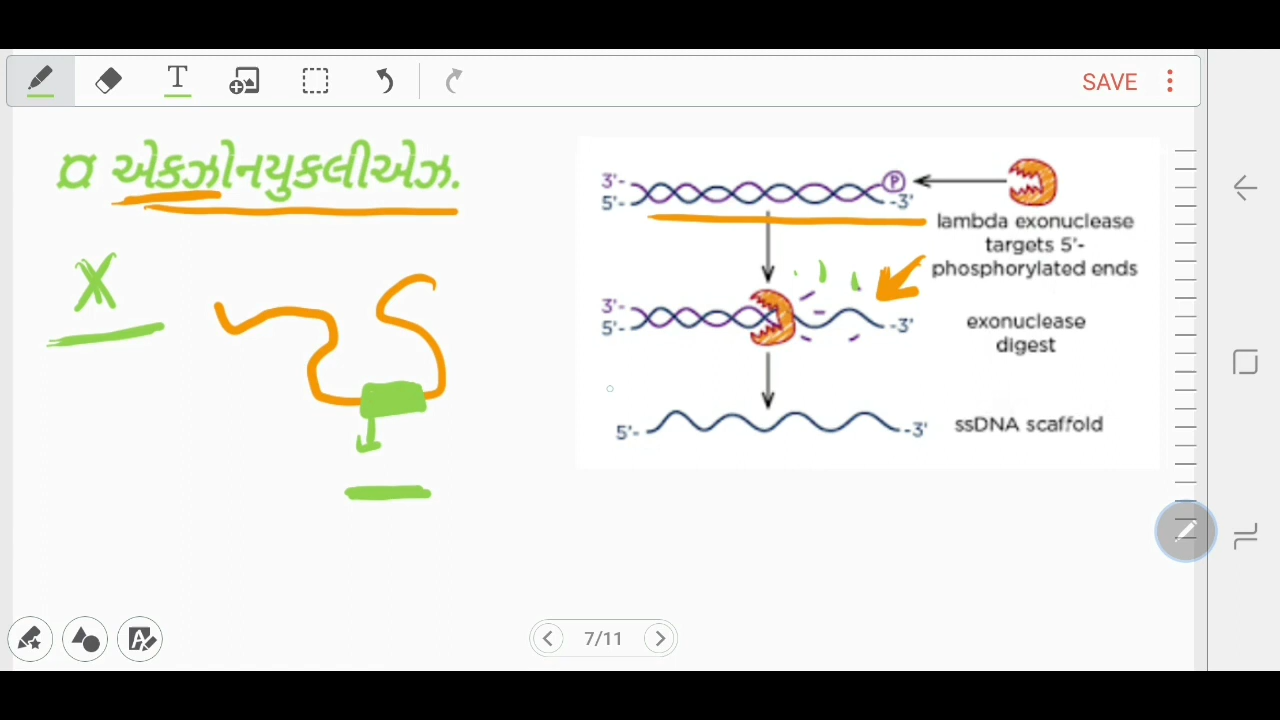 T
SAVE
¤ એકઝોનયુકલીએઝ.
X
3'-
5'-
P
-3'
lambda exonuclease
targets 5'-
phosphorylated ends
3'-
5'-
-3'
exonuclease
digest
5'-
-3'
ssDNA scaffold
A
7/11